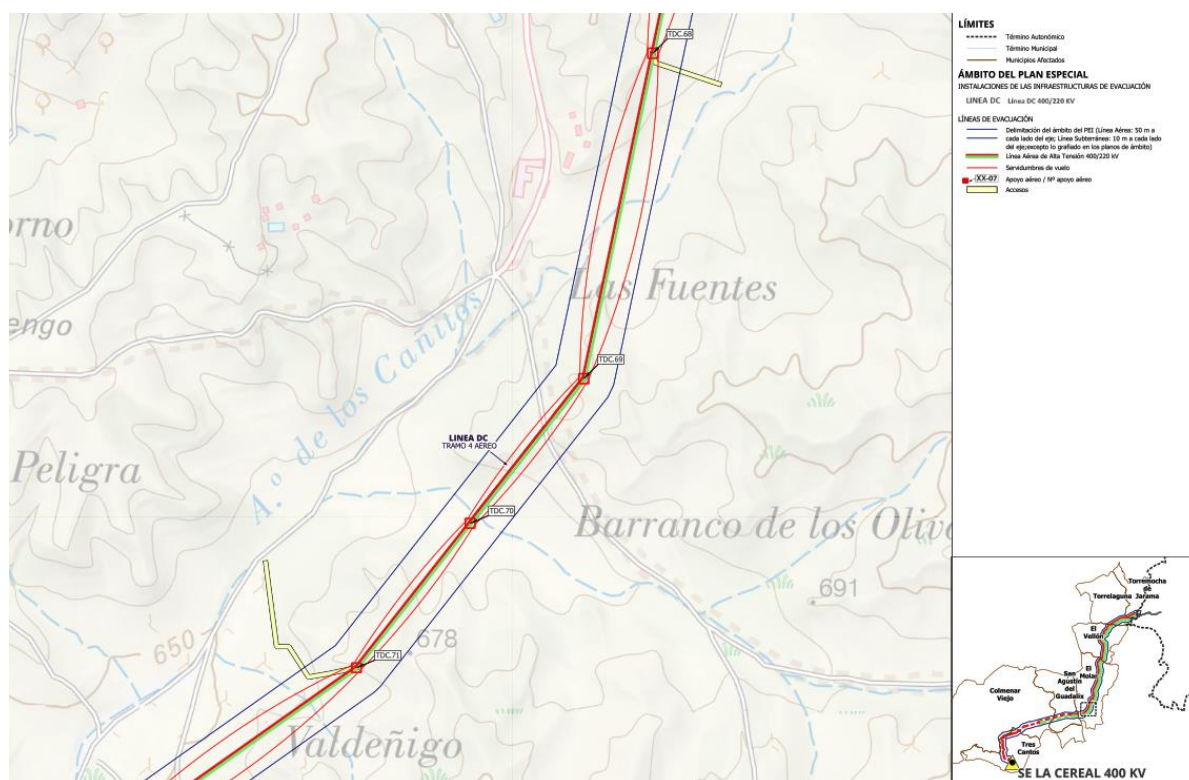 TDC.68
F
orno
Las Fuentes
engo
A.º de los Canitos
TDC.69
LINEA DC
TRAMO 4 AEREO
Peligra
TDC.70
Barranco de los Oliv
691
650
578
TDC.71
Valdenigo
LÍMITES
Término Autonómico
Término Municipal
Municipios Afectados
ÁMBITO DEL PLAN ESPECIAL
INSTALACIONES DE LAS INFRAESTRUCTURAS DE EVACUACIÓN
LINEA DC Línea DC 400/220 KV
LÍNEAS DE EVACUACIÓN
Delimitación del ámbito del PEI (Línea Aérea: 50 m a
cada lado del eje; Línea Subterránea: 10 m a cada lado
del eje;excepto lo grafiado en los planos de ámbito)
Línea Aérea de Alta Tensión 400/220 kV
Servidumbres de vuelo
XX-07 Apoyo aéreo / Nº apoyo aéreo
Accesos
Torremocha
de
Jarama
Torrelaguna
El
Vellón
El
Molar
San
Agustín
del
Guadalix
Colmenar
Viejo
Tres
Cantos
SE LA CEREAL 400 KV